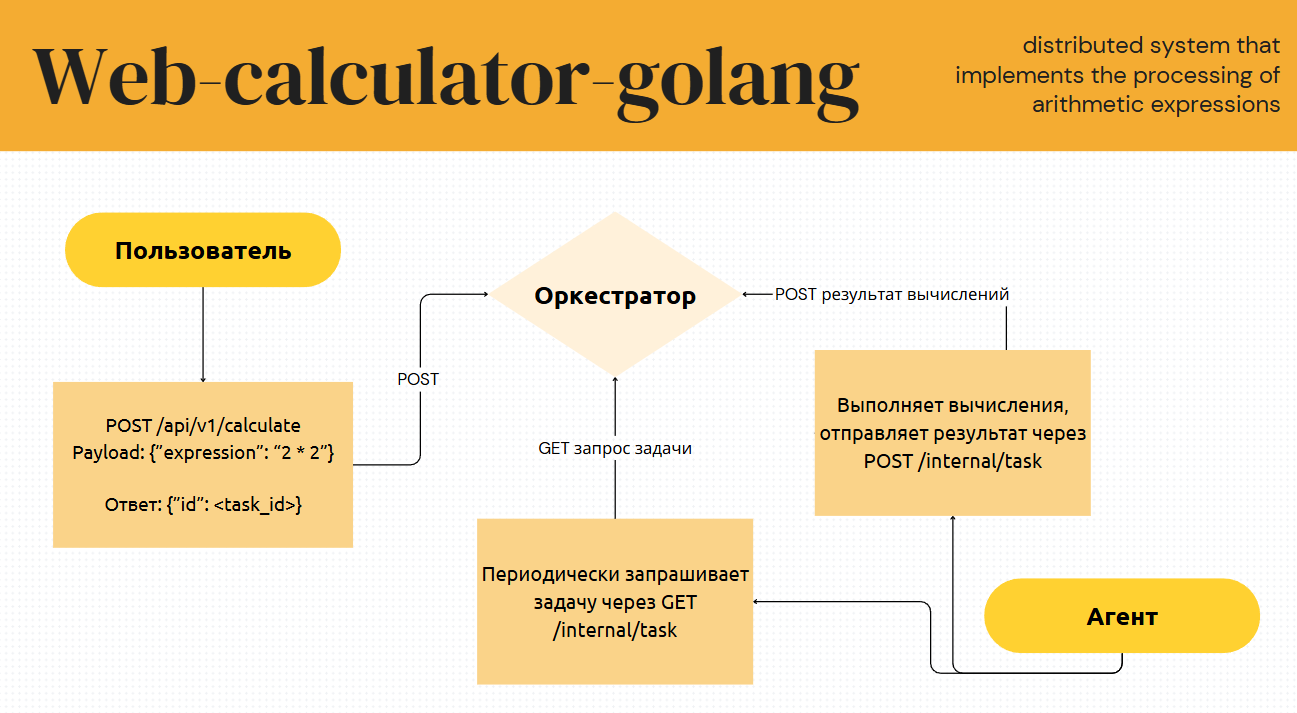 Web-calculator-golang
distributed system that
implements the processing of
arithmetic expressions
Пользователь
POST /api/v1/calculate
Payload: {"expression": “2 * 2"}
Ответ: {"id": <task_id>}
POST
Оркестратор
GET запрос задачи
Периодически запрашивает
задачу через GET
/internal/task
POST результат вычислений
Выполняет вычисления,
отправляет результат через
POST /internal/task
Агент